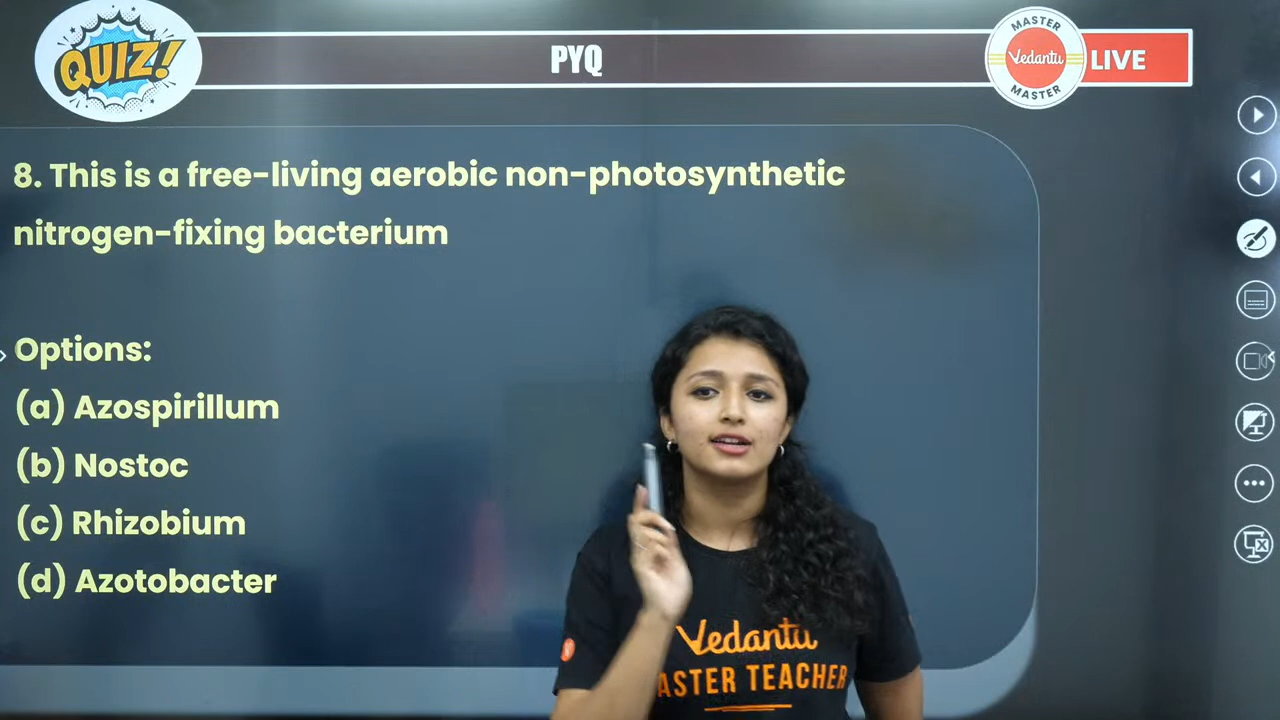 QUIZ!
PYQ
MASTER
Vedantu
MASTER
LIVE
8. This is a free-living aerobic non-photosynthetic
nitrogen-fixing bacterium
Options:
(a) Azospirillum
(b) Nostoc
(c) Rhizobium
(d) Azotobacter
Vedantu
ASTER TEACHER